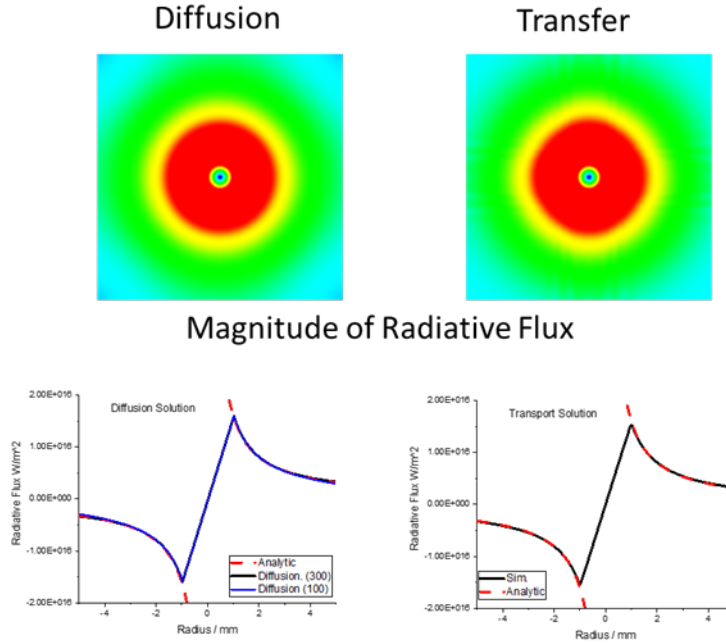 Diffusion
Transfer
Magnitude of Radiative Flux
Diffusion Solution
Radiative Flux W/m^2
2.00E+016
1.00E+016
0.00E+000
-1.00E+016
-2.00E+016
-4
-2
0
2
4
Radius / mm
Analytic
Diffusion. (300)
Diffusion (100)
Transport Solution
Radiative Flux W/m^2
2.00E+016
1.00E+016
0.00E+000
-1.00E+016
-2.00E+016
-4
-2
0
2
4
Radius / mm
Sim.
Analytic